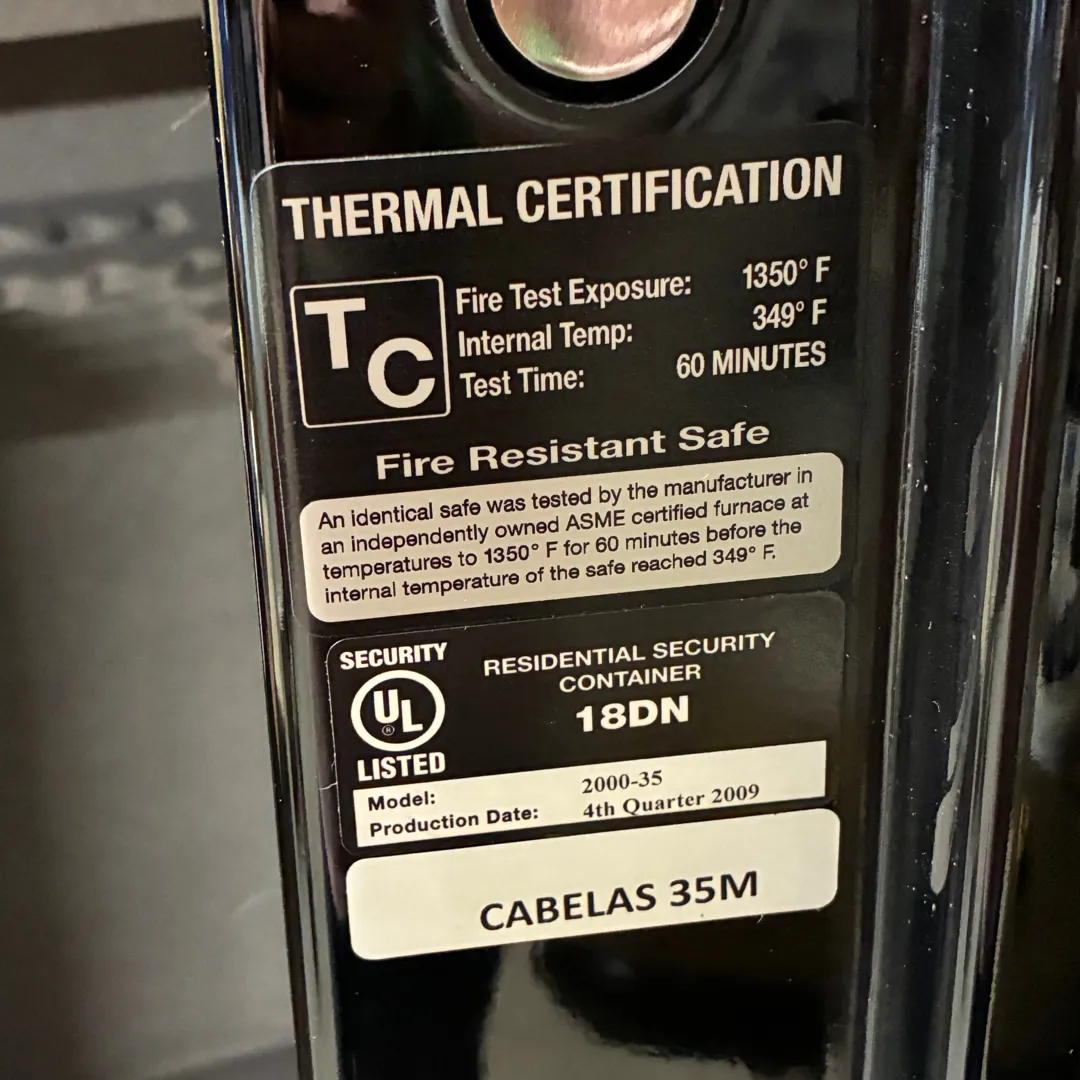 THERMAL CERTIFICATION
TC
Fire Test Exposure: 1350° F
Internal Temp: 349° F
Test Time: 60 MINUTES
Fire Resistant Safe
An identical safe was tested by the manufacturer in
an independently owned ASME certified furnace at
temperatures to 1350° F for 60 minutes before the
internal temperature of the safe reached 349° F.
SECURITY
UL®
LISTED
RESIDENTIAL SECURITY
CONTAINER
18DN
Model: 2000-35
Production Date: 4th Quarter 2009
CABELAS 35M